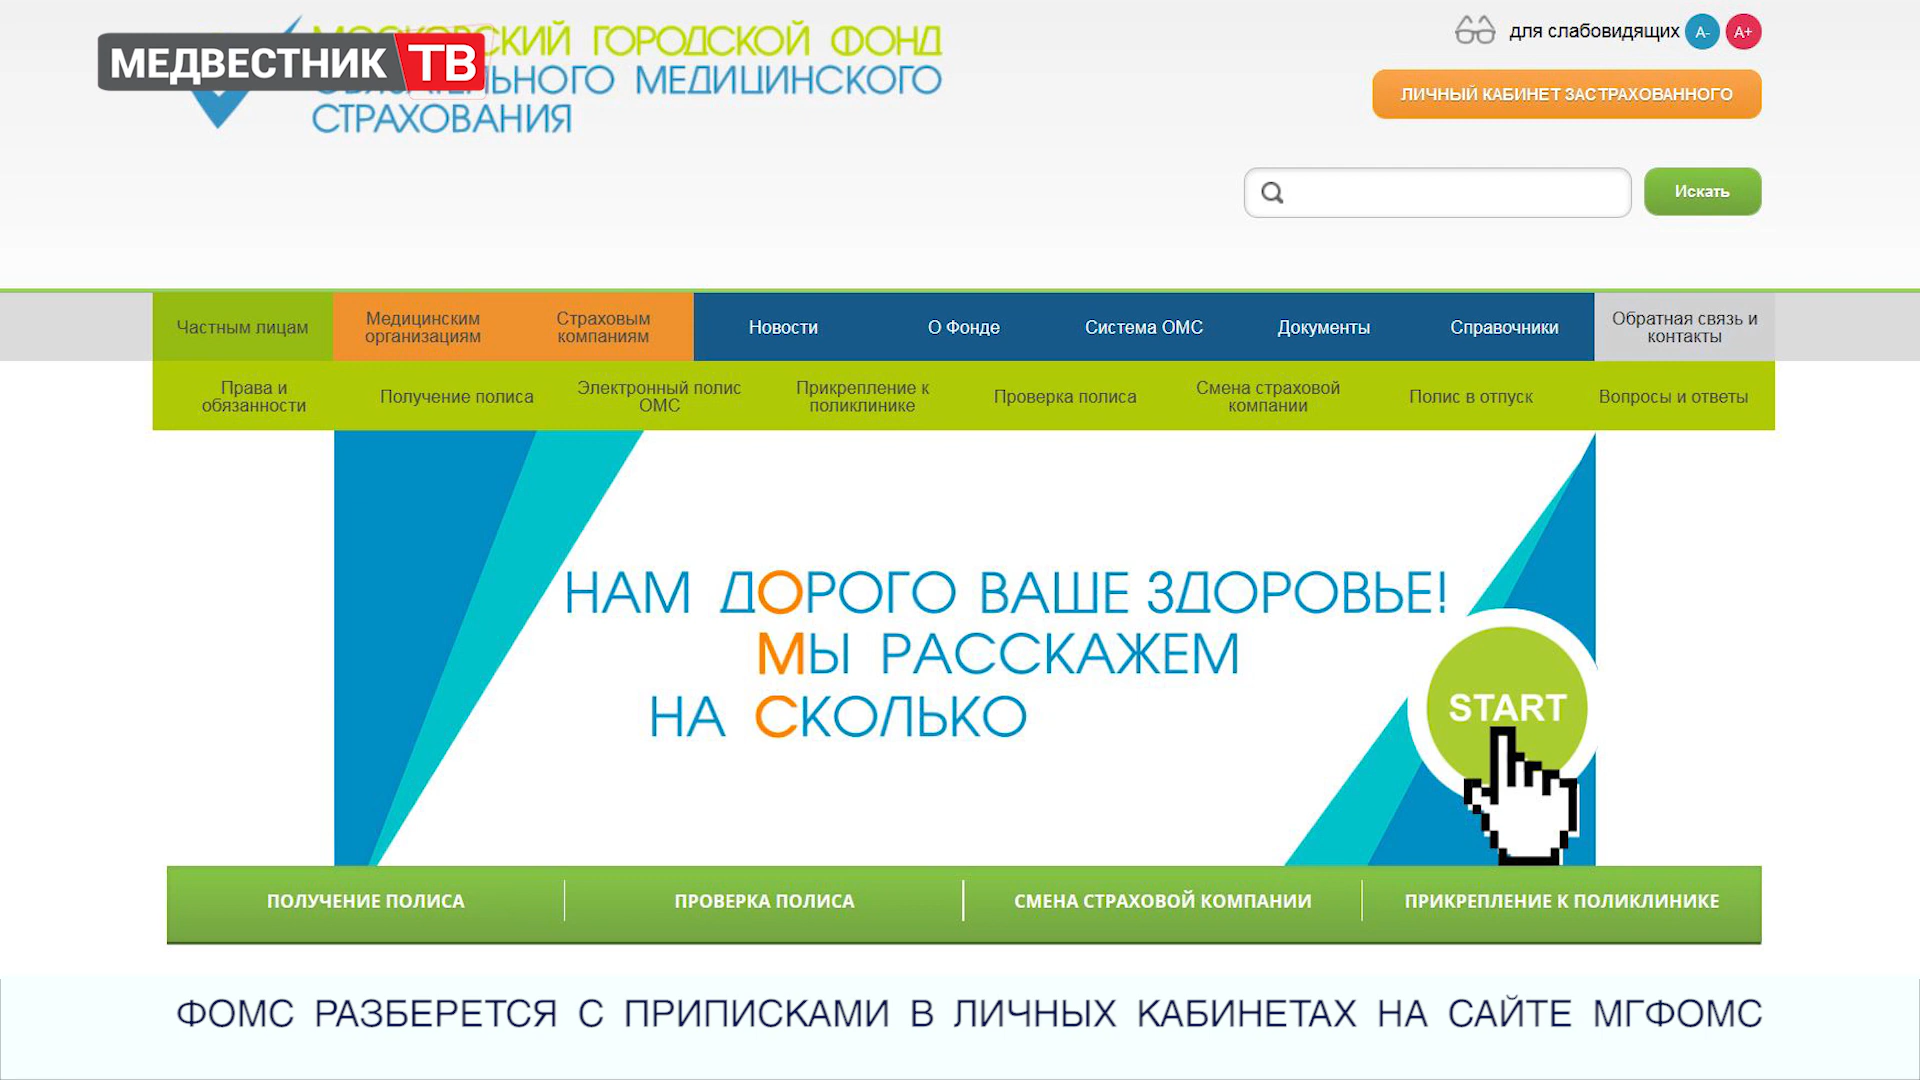 МЕДВЕСТНИК ТВ
ГОРОДСКОЙ ФОНД
МЕДИЦИНСКОГО
СТРАХОВАНИЯ
для слабовидящих A- A+
ЛИЧНЫЙ КАБИНЕТ ЗАСТРАХОВАННОГО
Искать
Частным лицам
Медицинским
организациям
Страховым
компаниям
Новости
О Фонде
Система ОМС
Документы
Справочники
Обратная связь и
контакты
Права и
обязанности
Получение полиса
Электронный полис
ОМС
Прикрепление к
поликлинике
Проверка полиса
Смена страховой
компании
Полис в отпуск
Вопросы и ответы
НАМ ДОРОГО ВАШЕ ЗДОРОВЬЕ!
МЫ РАССКАЖЕМ
НА СКОЛЬКО
START
ПОЛУЧЕНИЕ ПОЛИСА
ПРОВЕРКА ПОЛИСА
СМЕНА СТРАХОВОЙ КОМПАНИИ
ПРИКРЕПЛЕНИЕ К ПОЛИКЛИНИКЕ
ФОМС РАЗБЕРЕТСЯ С ПРИПИСКАМИ В ЛИЧНЫХ КАБИНЕТАХ НА САЙТЕ МГФОМС